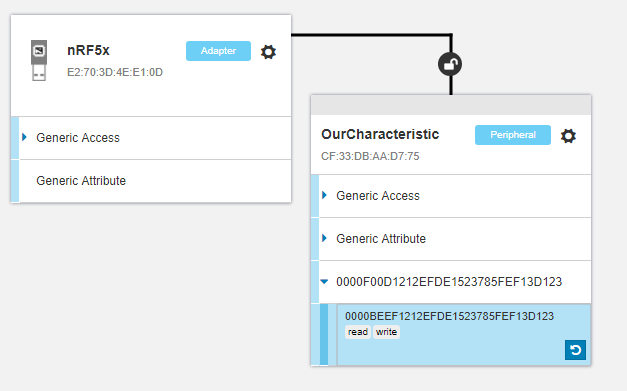 nRF5x
Adapter
E2:70:3D:4E:E1:0D
Generic Access
Generic Attribute
OurCharacteristic
Peripheral
CF:33:DB:AA:D7:75
Generic Access
Generic Attribute
0000F00D1212EFDE1523785FEF13D123
0000BEEF1212EFDE1523785FEF13D123
read write